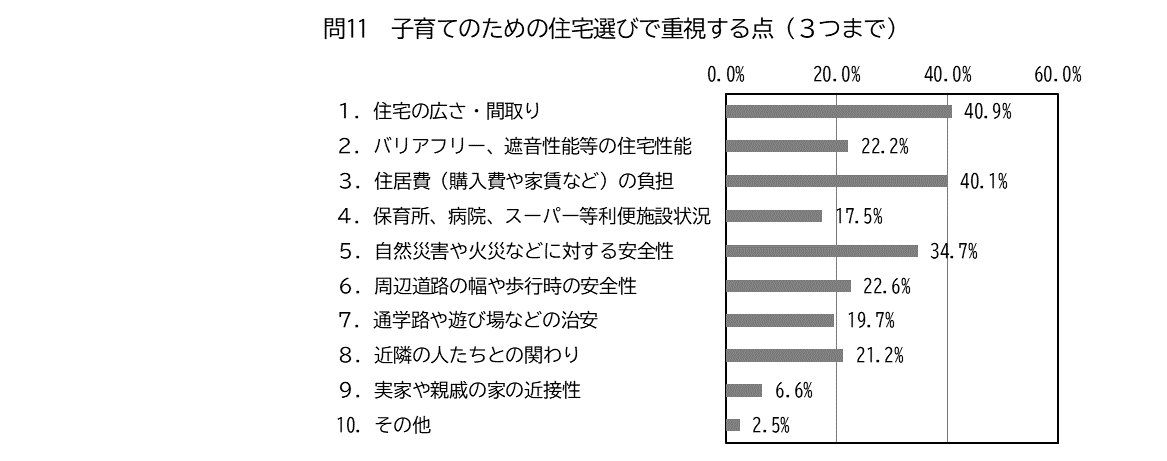 問11　子育てのための住宅選びで重視する点（３つまで）
0.0% 20.0% 40.0% 60.0%
１．住宅の広さ・間取り 40.9%
２．バリアフリー、遮音性能等の住宅性能 22.2%
３．住居費（購入費や家賃など）の負担 40.1%
４．保育所、病院、スーパー等利便施設状況 17.5%
５．自然災害や火災などに対する安全性 34.7%
６．周辺道路の幅や歩行時の安全性 22.6%
７．通学路や遊び場などの治安 19.7%
８．近隣の人たちとの関わり 21.2%
９．実家や親戚の家の近接性 6.6%
10．その他 2.5%